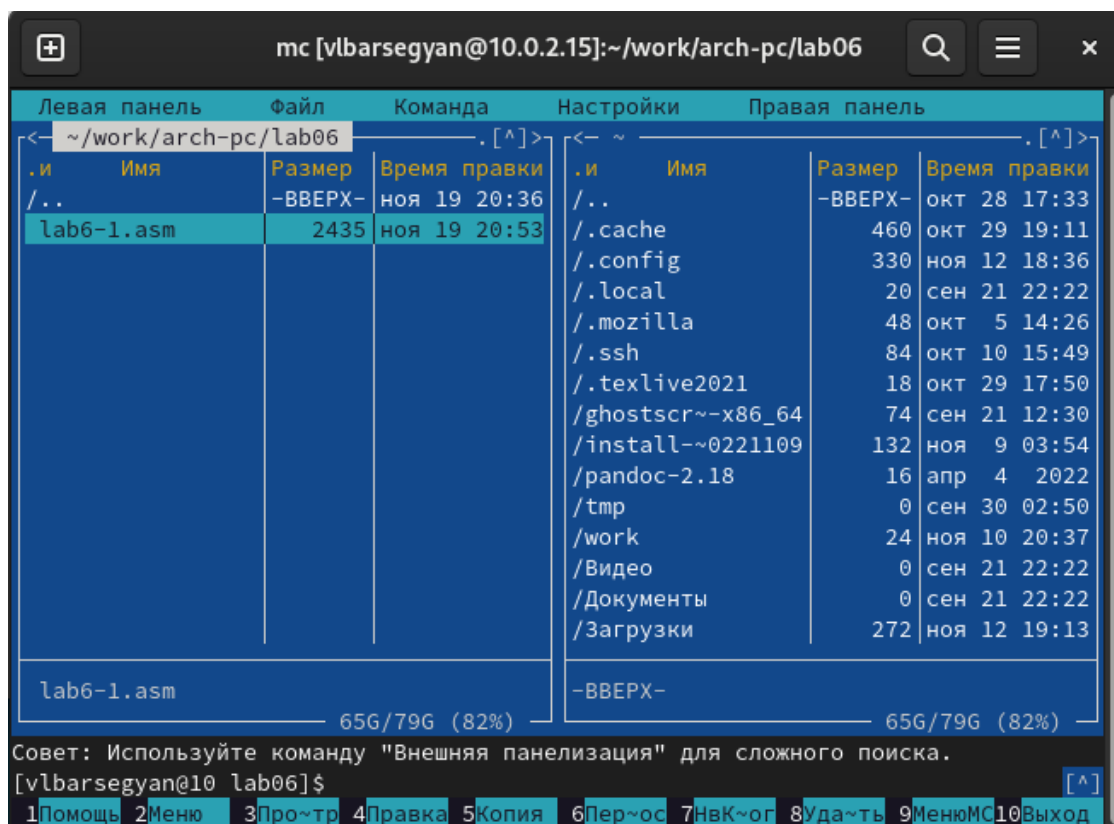 mc [vlbarsegyan@10.0.2.15]:~/work/arch-pc/lab06
Левая панель Файл Команда Настройки Правая панель
<— ~/work/arch-pc/lab06 .[^]> <— ~ .[^]>
.и Имя Размер Время правки .и Имя Размер Время правки
/.. -ВВЕРХ- ноя 19 20:36 /.. -ВВЕРХ- окт 28 17:33
lab6-1.asm 2435 ноя 19 20:53 /.cache 460 окт 29 19:11
/.config 330 ноя 12 18:36
/.local 20 сен 21 22:22
/.mozilla 48 окт 5 14:26
/.ssh 84 окт 10 15:49
/.texlive2021 18 окт 29 17:50
/ghostscr~-x86_64 74 сен 21 12:30
/install-~0221109 132 ноя 9 03:54
/pandoc-2.18 16 апр 4 2022
/tmp 0 сен 30 02:50
/work 24 ноя 10 20:37
/Видео 0 сен 21 22:22
/Документы 0 сен 21 22:22
/Загрузки 272 ноя 12 19:13
lab6-1.asm -ВВЕРХ-
65G/79G (82%) 65G/79G (82%)
Совет: Используйте команду "Внешняя панелизация" для сложного поиска.
[vlbarsegyan@10 lab06]$ [^]
1Помощь 2Меню 3Про~тр 4Правка 5Копия 6Пер~ос 7НвК~ог 8Уда~ть 9МенюМС 10Выход